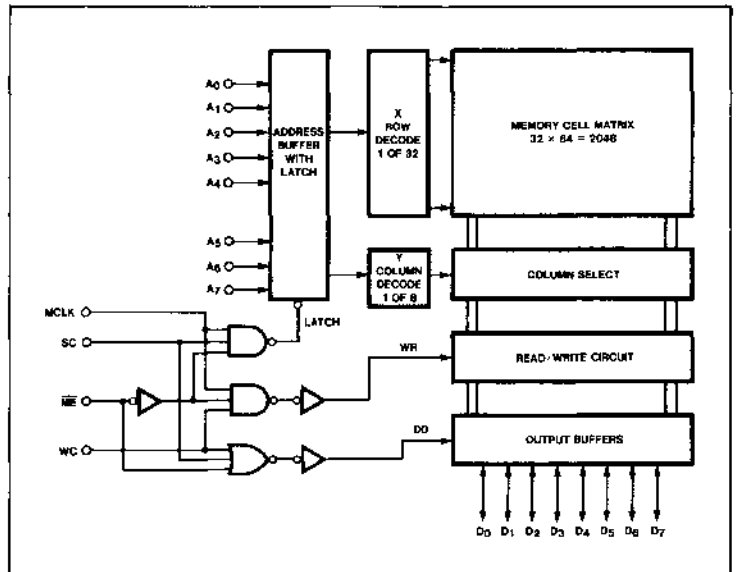 A0
A1
A2
A3
A4
A5
A6
A7
ADDRESS
BUFFER
WITH
LATCH
X
ROW
DECODE
1 OF 32
MEMORY CELL MATRIX
32 × 64 = 2048
Y
COLUMN
DECODE
1 OF 8
COLUMN SELECT
MCLK
LATCH
SC
WR
READ/WRITE CIRCUIT
ME
WC
DD
OUTPUT BUFFERS
D0 D1 D2 D3 D4 D5 D6 D7